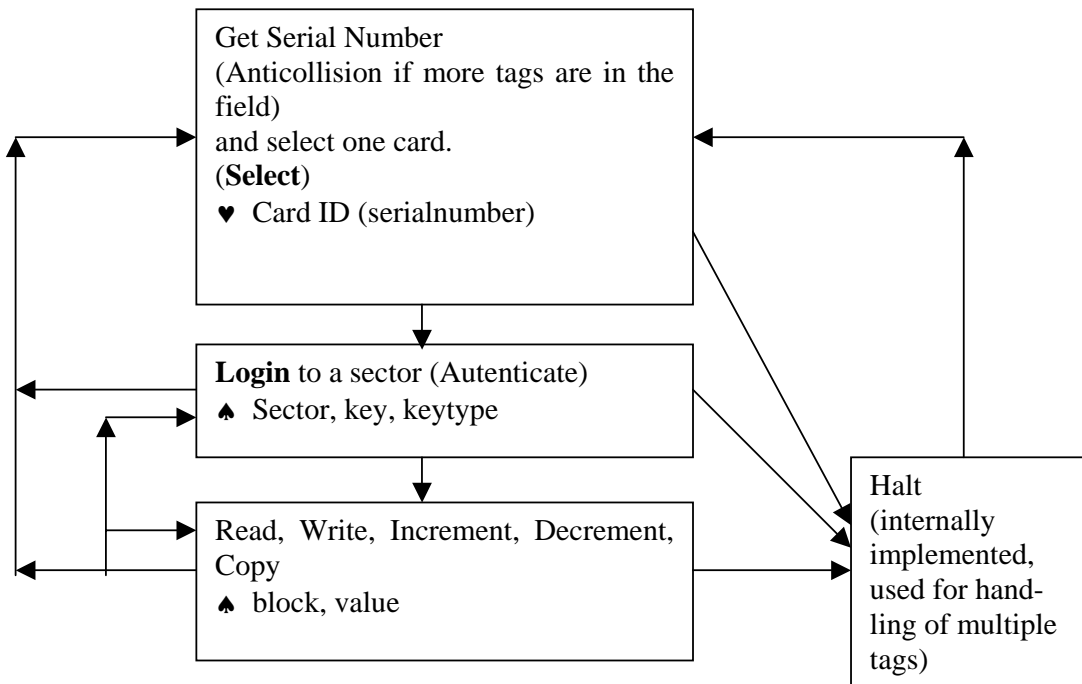 Get Serial Number
(Anticollision if more tags are in the
field)
and select one card.
(Select)
♥ Card ID (serialnumber)
Login to a sector (Autenticate)
♠ Sector, key, keytype
Read, Write, Increment, Decrement,
Copy
♠ block, value
Halt
(internally
implemented,
used for hand-
ling of multiple
tags)